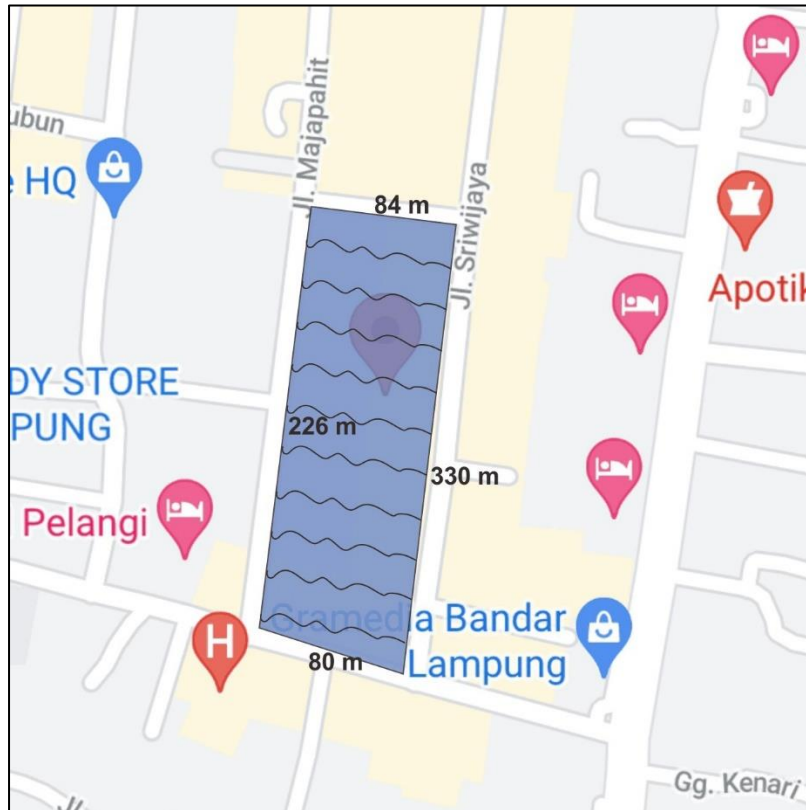 ubun
HQ
Jl. Majapahit
84 m
Jl. Sriwijaya
Apotik
DY STORE
PUNG
226 m
330 m
Pelangi
H
Gramedia Bandar
Lampung
80 m
Gg. Kenari